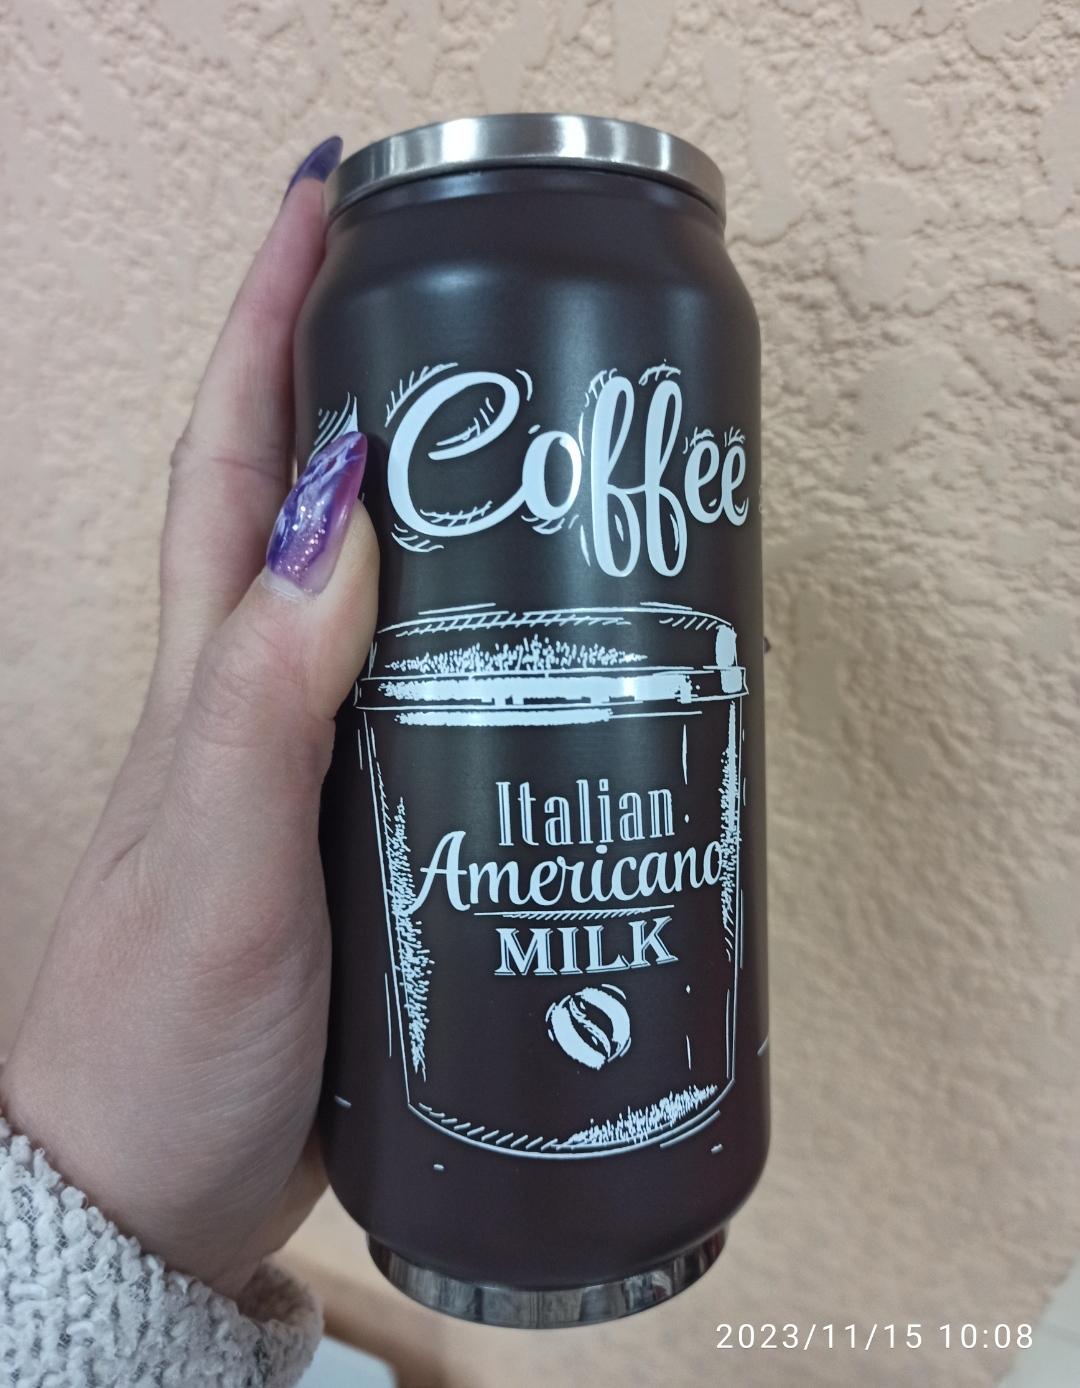 Coffee
Italian
Americano
MILK
2023/11/15 10:08